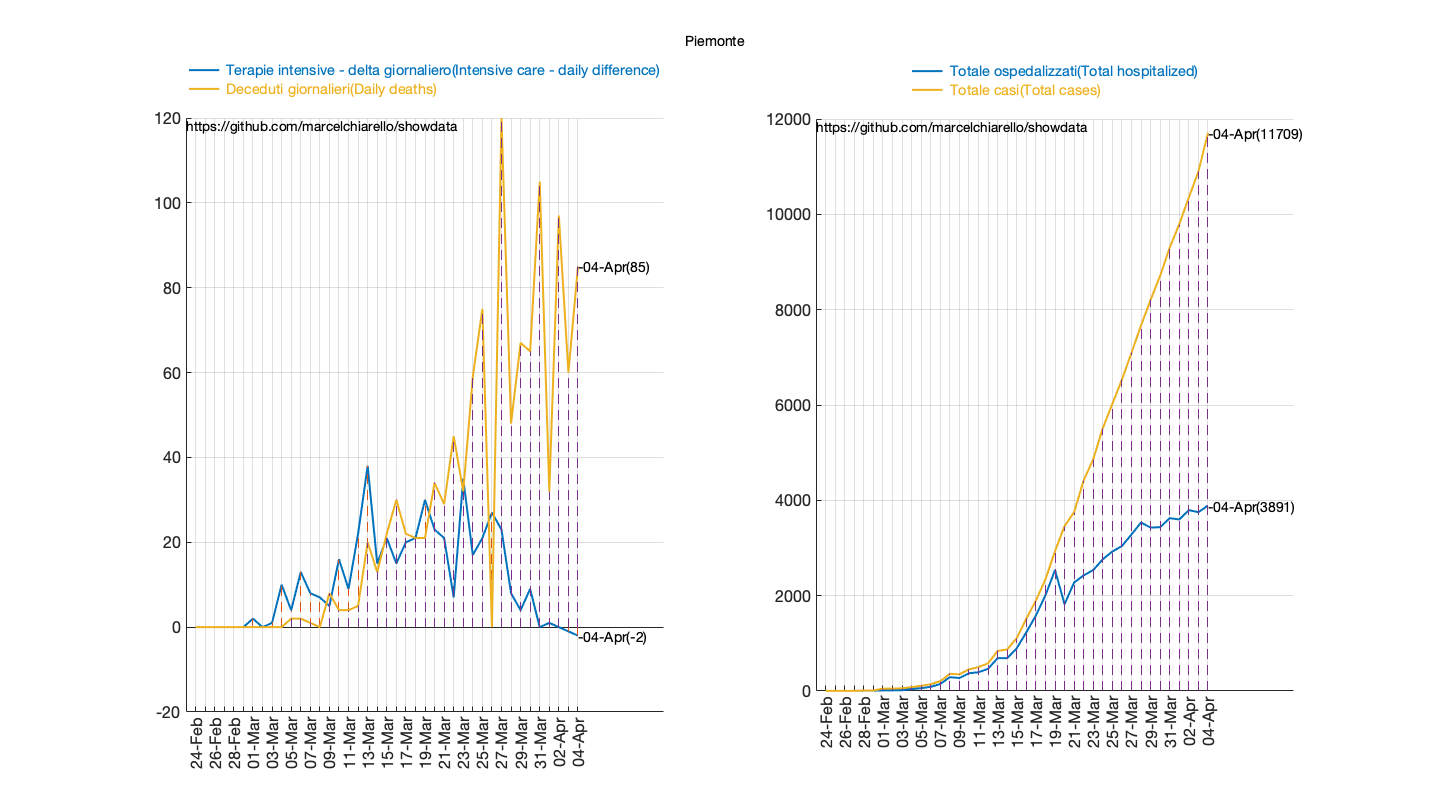 Piemonte
Terapie intensive - delta giornaliero(Intensive care - daily difference)
Deceduti giornalieri(Daily deaths)
https://github.com/marcelchiarello/showdata
120
100
80
60
40
20
0
-20
-04-Apr(85)
-04-Apr(-2)
24-Feb
26-Feb
28-Feb
01-Mar
03-Mar
05-Mar
07-Mar
09-Mar
11-Mar
13-Mar
15-Mar
17-Mar
19-Mar
21-Mar
23-Mar
25-Mar
27-Mar
29-Mar
31-Mar
02-Apr
04-Apr
Totale ospedalizzati(Total hospitalized)
Totale casi(Total cases)
https://github.com/marcelchiarello/showdata
12000
10000
8000
6000
4000
2000
0
-04-Apr(11709)
-04-Apr(3891)
24-Feb
26-Feb
28-Feb
01-Mar
03-Mar
05-Mar
07-Mar
09-Mar
11-Mar
13-Mar
15-Mar
17-Mar
19-Mar
21-Mar
23-Mar
25-Mar
27-Mar
29-Mar
31-Mar
02-Apr
04-Apr